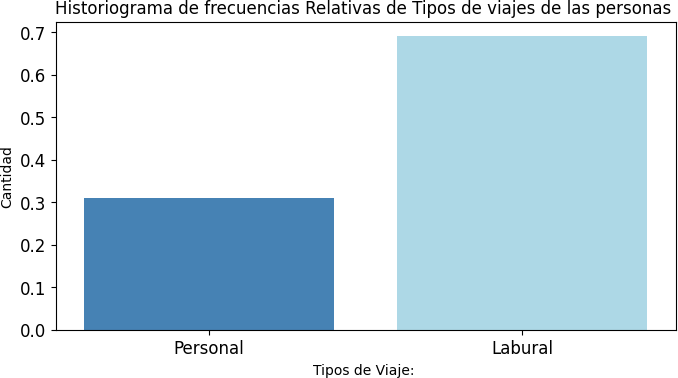 Historiograma de frecuencias Relativas de Tipos de viajes de las personas
0.7
0.6
0.5
0.4
0.3
0.2
0.1
0.0
Cantidad
Personal
Labural
Tipos de Viaje: